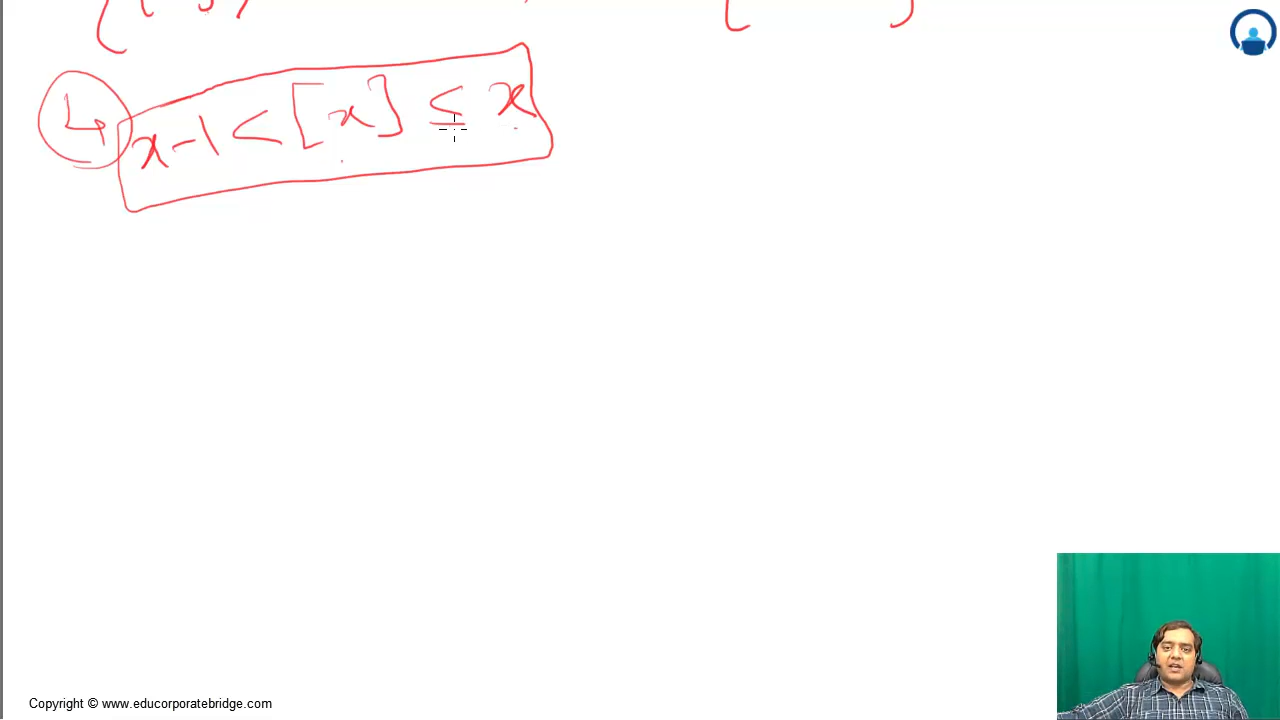 4 x-1 < [x] ≤ x
Copyright © www.educorporatebridge.com